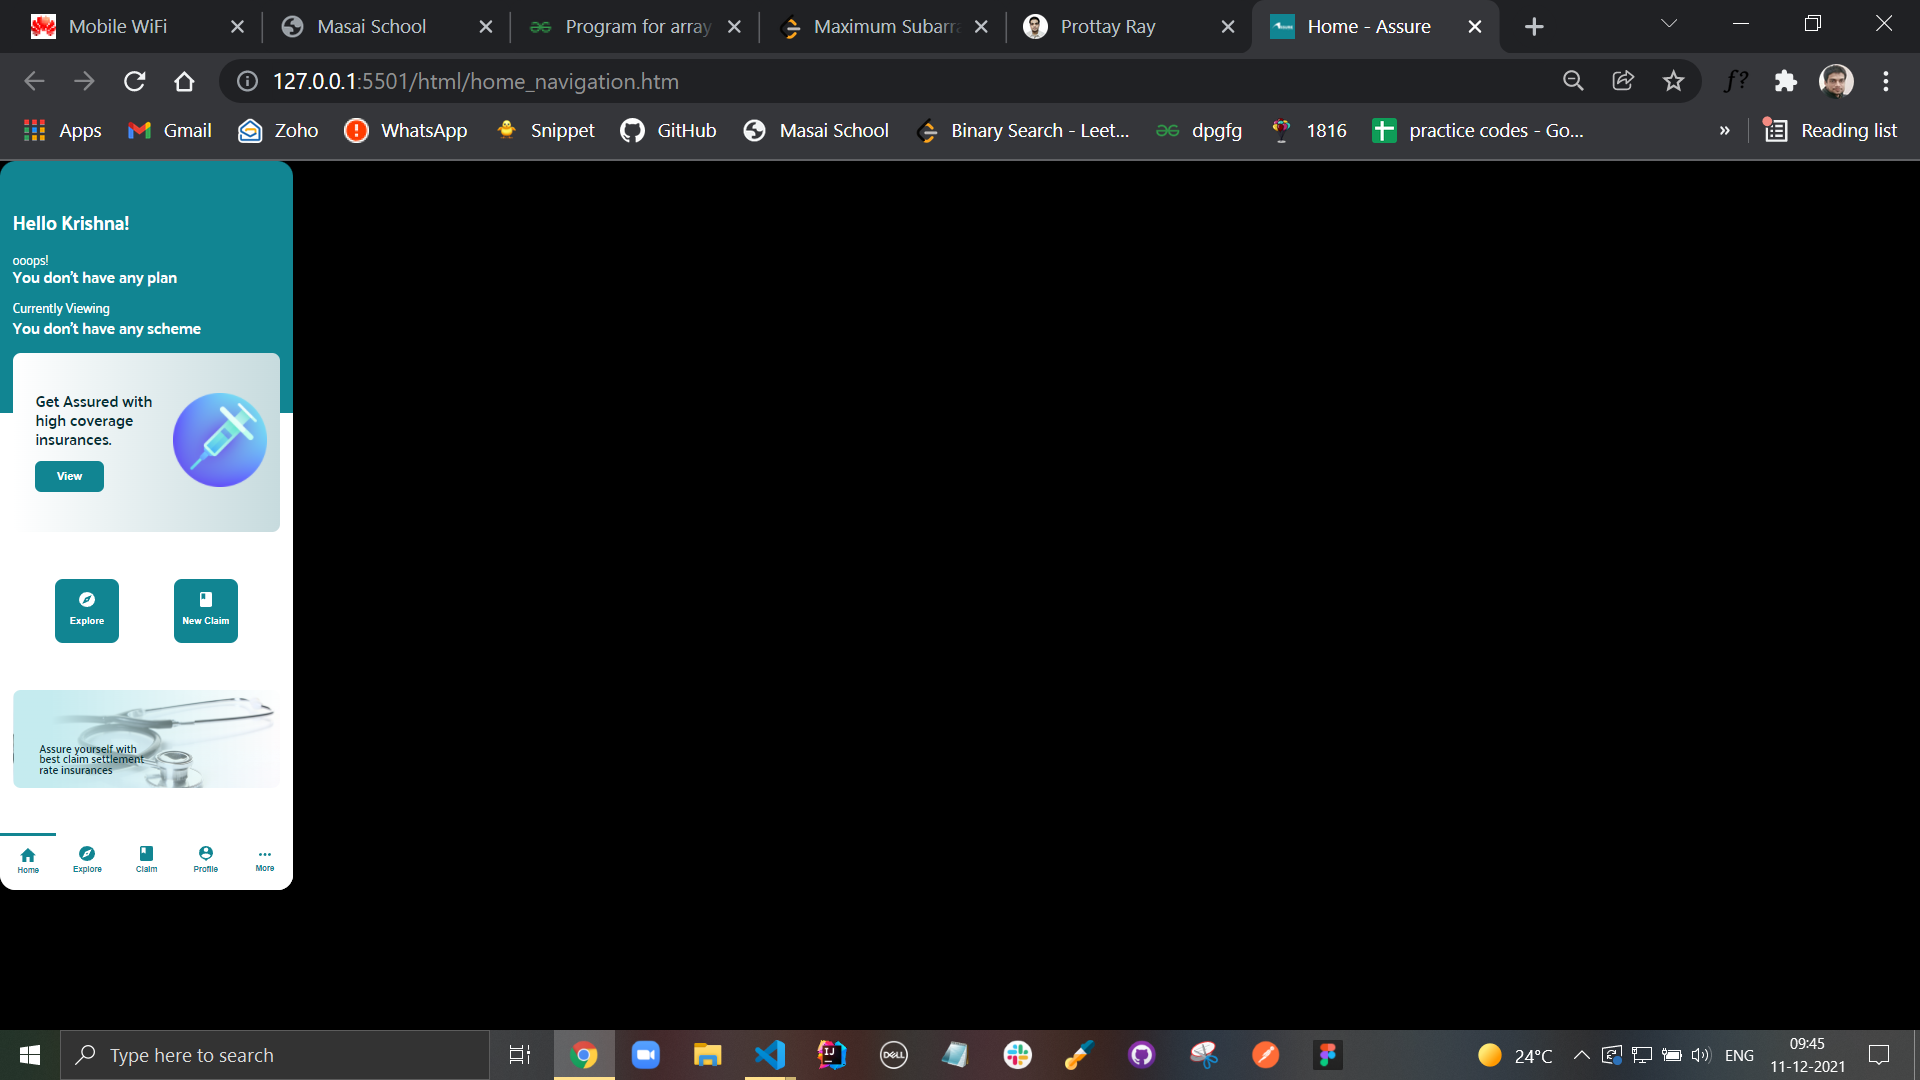 Mobile WiFi
Masai School
Program for array
Maximum Subarra
Prottay Ray
Home - Assure
127.0.0.1:5501/html/home_navigation.htm
f?
Apps
Gmail
Zoho
WhatsApp
Snippet
GitHub
Masai School
Binary Search - Leet...
dpgfg
1816
practice codes - Go...
»
Reading list
Hello Krishna!
ooops!
You don't have any plan
Currently Viewing
You don't have any scheme
Get Assured with
high coverage
insurances.
View
Explore
New Claim
Assure yourself with
best claim settlement
rate insurances
Home
Explore
Claim
Profile
More
Type here to search
IJ
DELL
24°C
ENG
09:45
11-12-2021